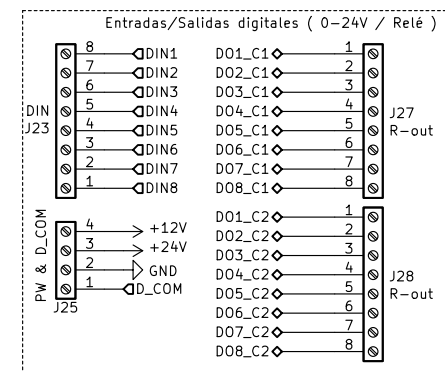 Entradas/Salidas digitales ( 0-24V / Relé )
DIN
J23
8 DIN1
7 DIN2
6 DIN3
5 DIN4
4 DIN5
3 DIN6
2 DIN7
1 DIN8
PW & D_COM
J25
4 +12V
3 +24V
2 GND
1 D_COM
DO1_C1 1
DO2_C1 2
DO3_C1 3
DO4_C1 4
DO5_C1 5
DO6_C1 6
DO7_C1 7
DO8_C1 8
J27
R-out
DO1_C2 1
DO2_C2 2
DO3_C2 3
DO4_C2 4
DO5_C2 5
DO6_C2 6
DO7_C2 7
DO8_C2 8
J28
R-out